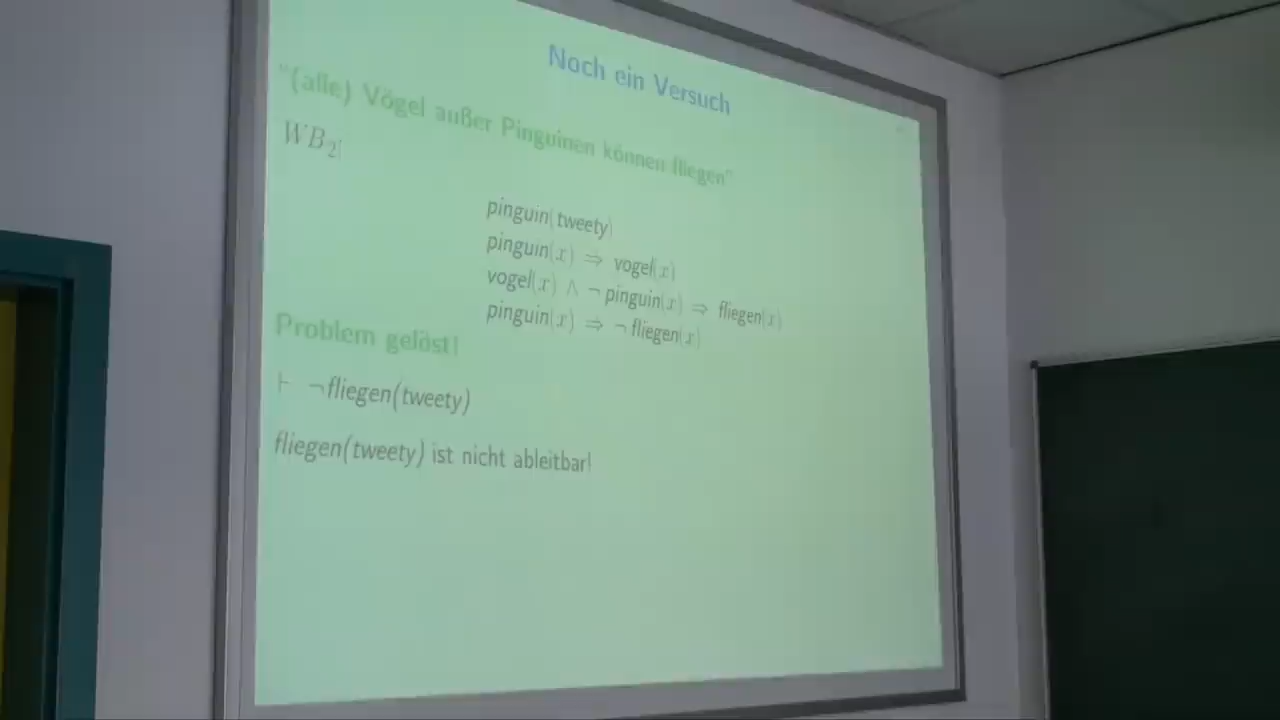 Noch ein Versuch
"(alle) Vögel außer Pinguinen können fliegen"
WB₂:
pinguin(tweety)
pinguin(x) ⇒ vogel(x)
vogel(x) ∧ ¬ pinguin(x) ⇒ fliegen(x)
pinguin(x) ⇒ ¬ fliegen(x)
Problem gelöst!
⊢ ¬fliegen(tweety)
fliegen(tweety) ist nicht ableitbar!